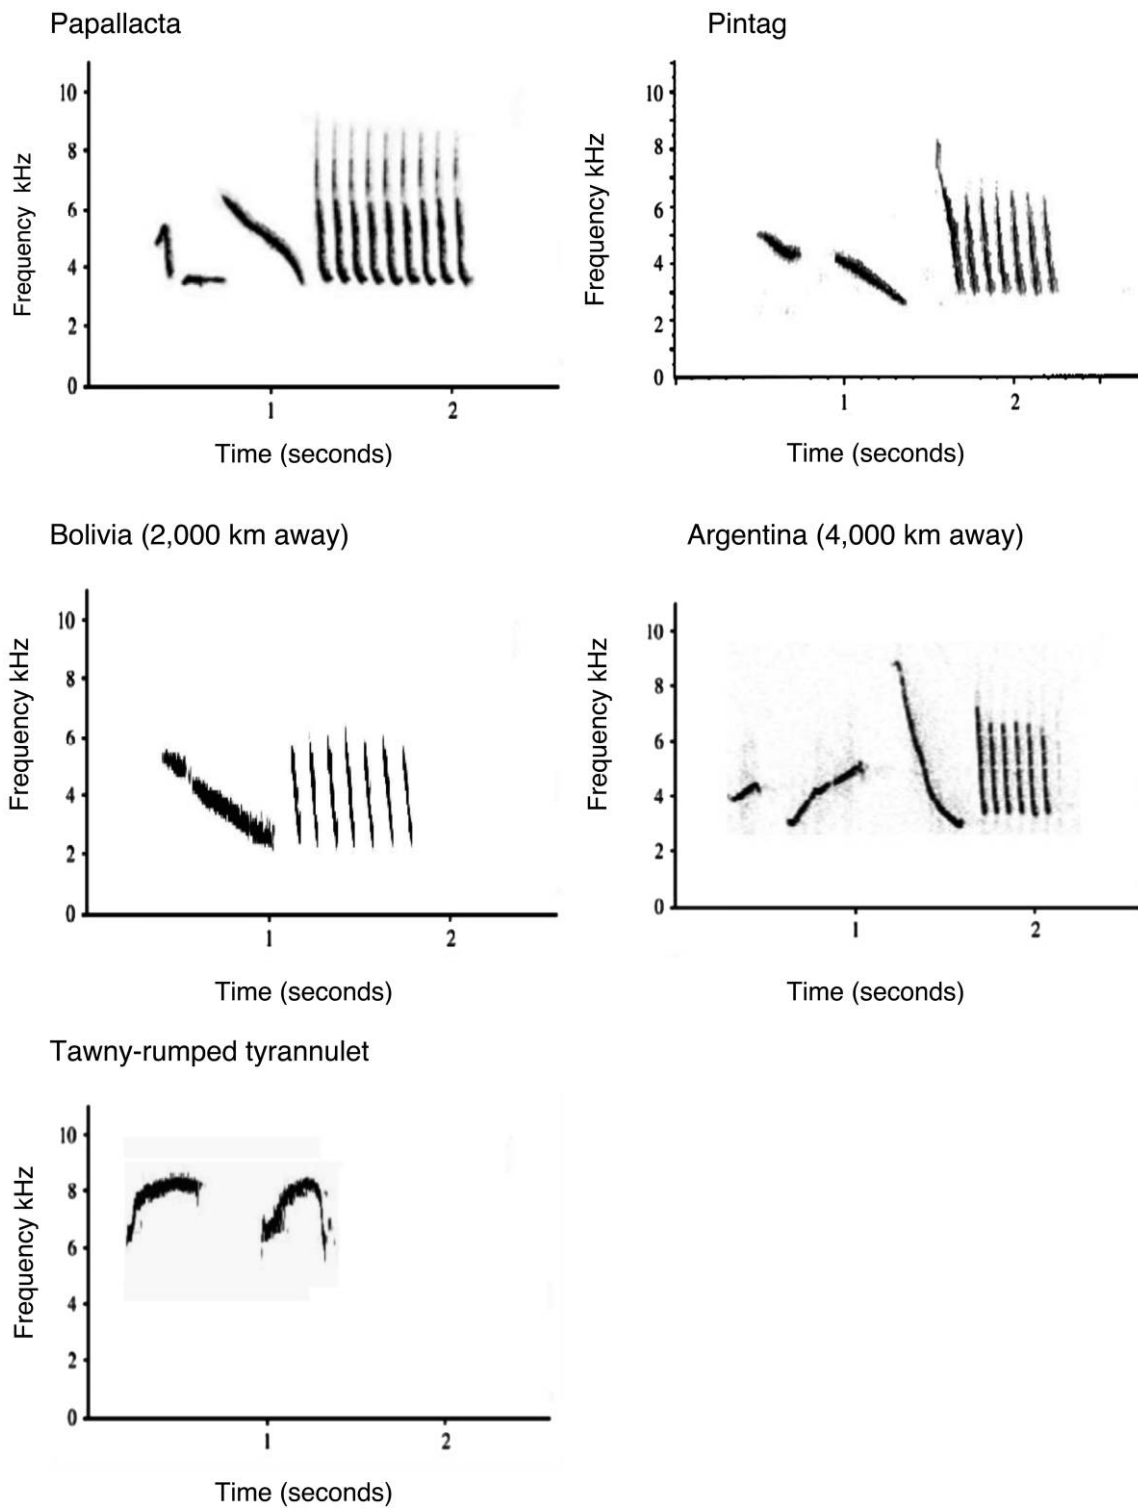 Papallacta
Pintag
10
8
6
4
2
0
Frequency kHz
1
2
Time (seconds)
10
8
6
4
2
0
Frequency kHz
1
2
Time (seconds)
Bolivia (2,000 km away)
Argentina (4,000 km away)
10
8
6
4
2
0
Frequency kHz
1
2
Time (seconds)
10
8
6
4
2
0
Frequency kHz
1
2
Time (seconds)
Tawny-rumped tyrannulet
10
8
6
4
2
0
Frequency kHz
1
2
Time (seconds)